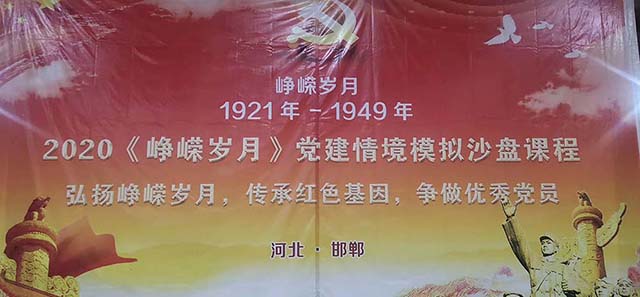 峥嵘岁月
1921年-1949年
2020《峥嵘岁月》党建情境模拟沙盘课程
弘扬峥嵘岁月，传承红色基因，争做优秀党员
河北·邯郸